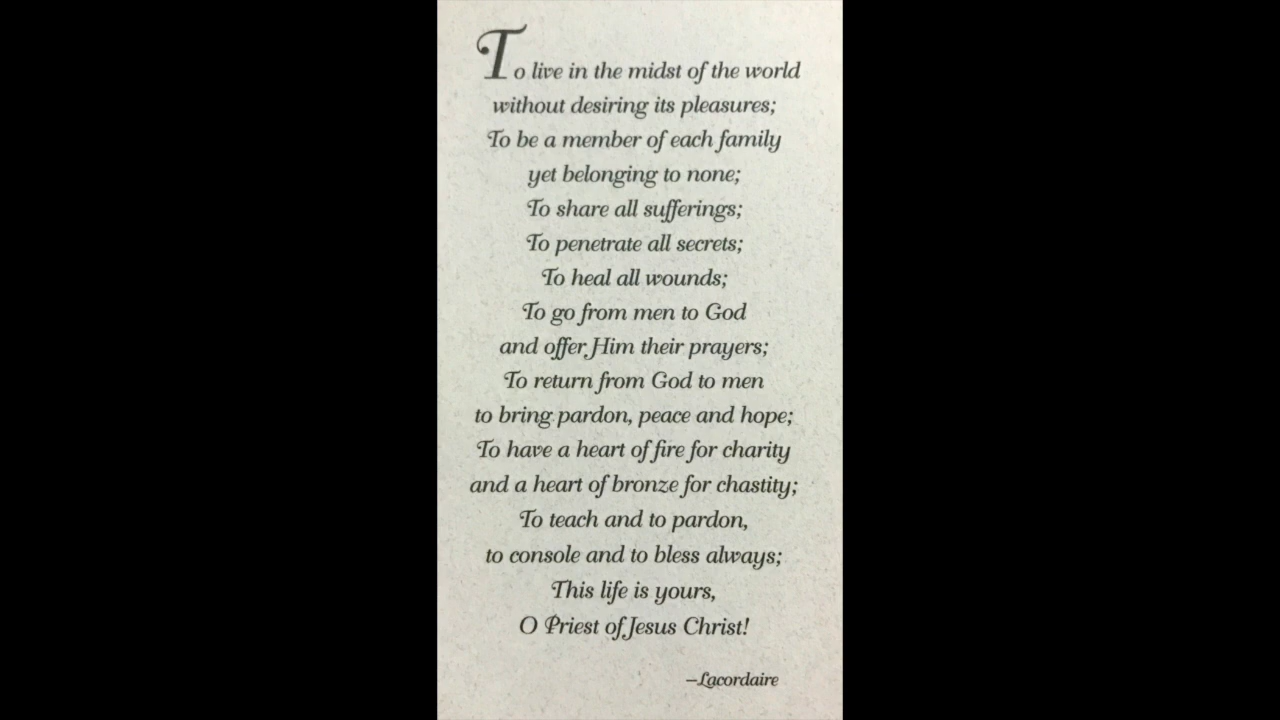 To live in the midst of the world
without desiring its pleasures;
To be a member of each family
yet belonging to none;
To share all sufferings;
To penetrate all secrets;
To heal all wounds;
To go from men to God
and offer Him their prayers;
To return from God to men
to bring pardon, peace and hope;
To have a heart of fire for charity
and a heart of bronze for chastity;
To teach and to pardon,
to console and to bless always;
This life is yours,
O Priest of Jesus Christ!
–Lacordaire